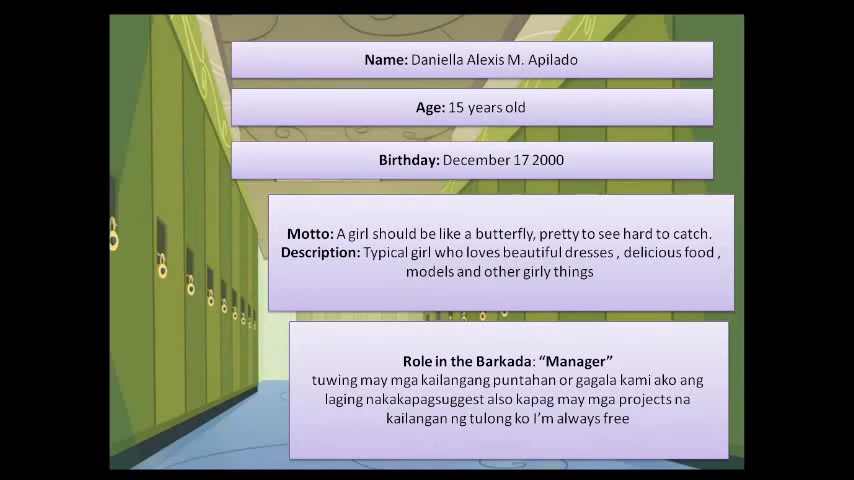 Name: Daniella Alexis M. Apilado
Age: 15 years old
Birthday: December 17 2000
Motto: A girl should be like a butterfly, pretty to see hard to catch.
Description: Typical girl who loves beautiful dresses , delicious food ,
models and other girly things
Role in the Barkada: “Manager”
tuwing may mga kailangang puntahan or gagala kami ako ang
laging nakakapagsuggest also kapag may mga projects na
kailangan ng tulong ko I’m always free